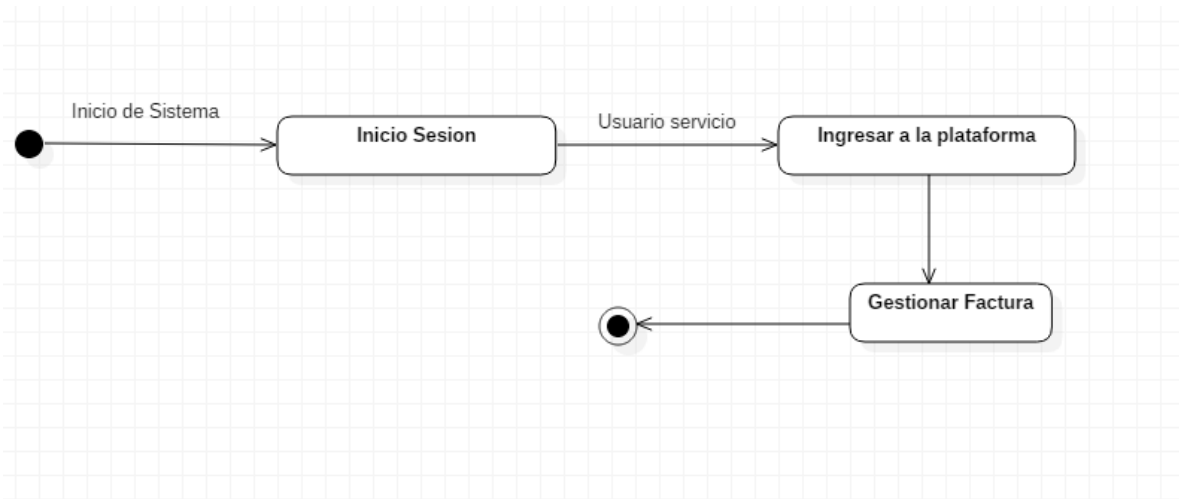 Inicio de Sistema
Inicio Sesion
Usuario servicio
Ingresar a la plataforma
Gestionar Factura